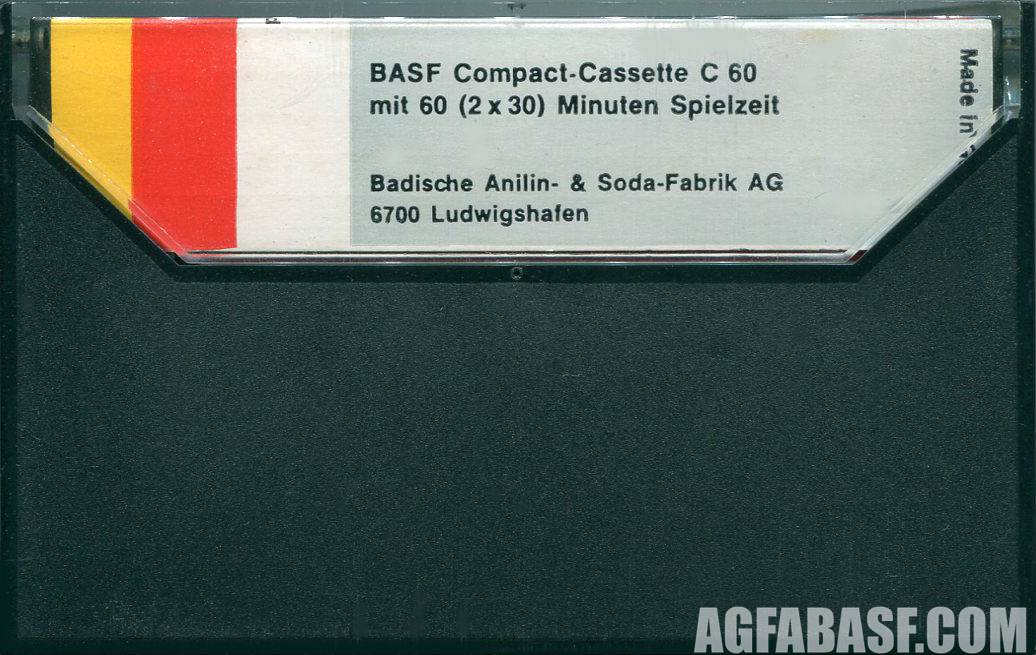 BASF Compact-Cassette C 60
mit 60 (2 x 30) Minuten Spielzeit
Badische Anilin- & Soda-Fabrik AG
6700 Ludwigshafen
Made in
AGFABASF.COM